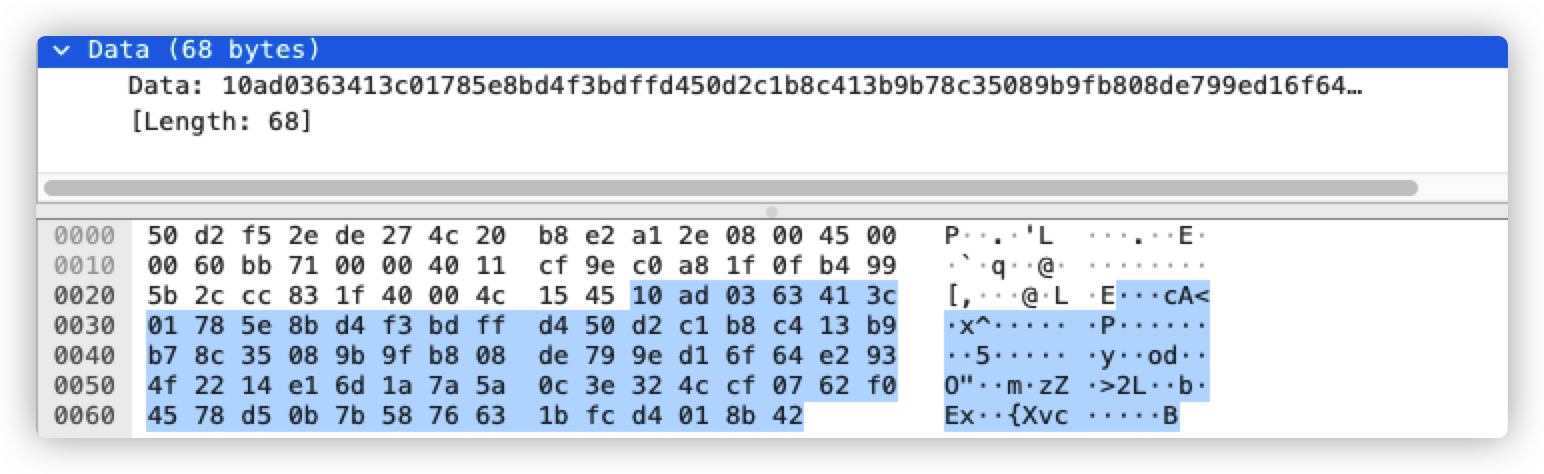 Data (68 bytes)
Data: 10ad0363413c01785e8bd4f3bdffd450d2c1b8c413b9b78c35089b9fb808de799ed16f64…
[Length: 68]
0000 50 d2 f5 2e de 27 4c 20 b8 e2 a1 2e 08 00 45 00 P··.·'L ···.··E·
0010 00 60 bb 71 00 00 40 11 cf 9e c0 a8 1f 0f b4 99 ·`·q··@· ········
0020 5b 2c cc 83 1f 40 00 4c 15 45 10 ad 03 63 41 3c [,···@·L ·E···cA<
0030 01 78 5e 8b d4 f3 bd ff d4 50 d2 c1 b8 c4 13 b9 ·x^····· ·P······
0040 b7 8c 35 08 9b 9f b8 08 de 79 9e d1 6f 64 e2 93 ··5····· ·y··od··
0050 4f 22 14 e1 6d 1a 7a 5a 0c 3e 32 4c cf 07 62 f0 O"··m·zZ ·>2L··b·
0060 45 78 d5 0b 7b 58 76 63 1b fc d4 01 8b 42 Ex··{Xvc ·····B